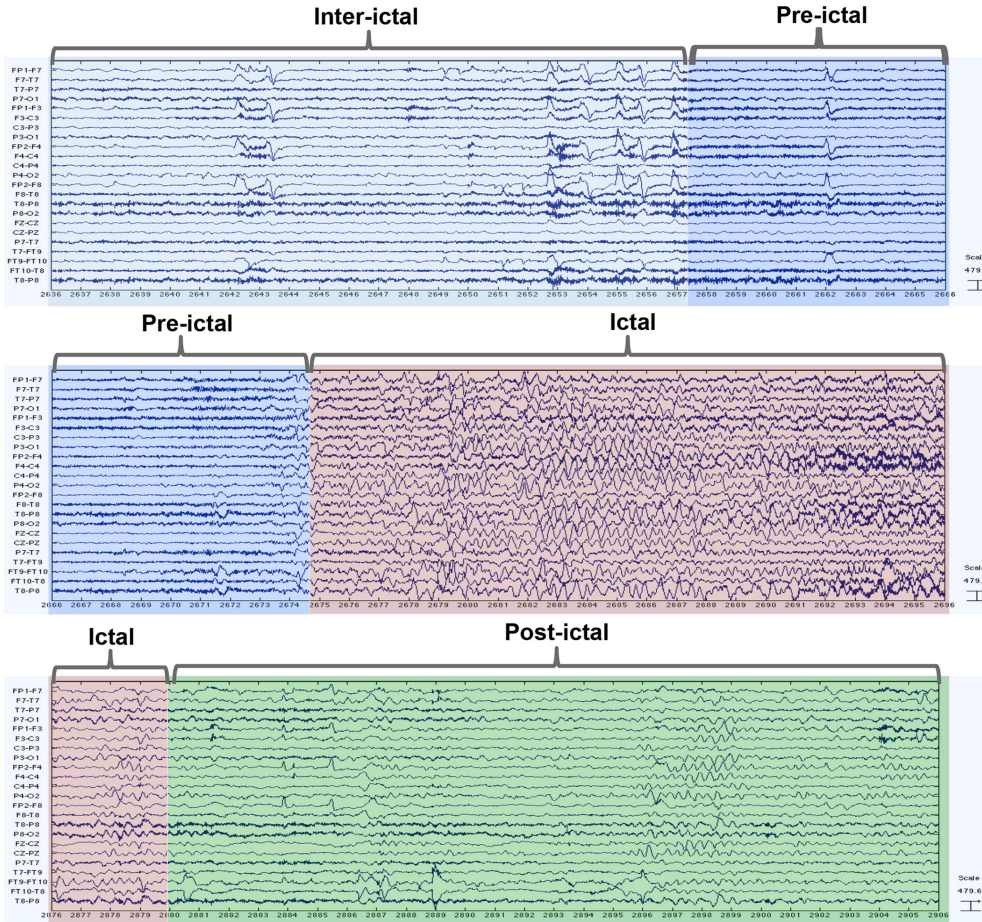 Inter-ictal Pre-ictal
FP1-F7
F7-T7
T7-P7
P7-O1
FP1-F3
F3-C3
C3-P3
P3-O1
FP2-F4
F4-C4
C4-P4
P4-O2
FP2-F8
F8-T8
T8-P8
P8-O2
FZ-CZ
CZ-PZ
P7-T7
T7-FT9
FT9-FT10
FT10-T8
T8-P8
Scal
479.
2636 2637 2638 2639 2640 2641 2642 2643 2644 2645 2646 2647 2648 2649 2650 2651 2652 2653 2654 2655 2656 2657 2658 2659 2660 2661 2662 2663 2664 2665 2666
Pre-ictal Ictal
FP1-F7
F7-T7
T7-P7
P7-O1
FP1-F3
F3-C3
C3-P3
P3-O1
FP2-F4
F4-C4
C4-P4
P4-O2
FP2-F8
F8-T8
T8-P8
P8-O2
FZ-CZ
CZ-PZ
P7-T7
T7-FT9
FT9-FT10
FT10-T8
T8-P8
Scal
479.
2666 2667 2668 2669 2670 2671 2672 2673 2674 2675 2676 2677 2678 2679 2680 2681 2682 2683 2684 2685 2686 2687 2688 2689 2690 2691 2692 2693 2694 2695 2696
Ictal Post-ictal
FP1-F7
F7-T7
T7-P7
P7-O1
FP1-F3
F3-C3
C3-P3
P3-O1
FP2-F4
F4-C4
C4-P4
P4-O2
FP2-F8
F8-T8
T8-P8
P8-O2
FZ-CZ
CZ-PZ
P7-T7
T7-FT9
FT9-FT10
FT10-T8
T8-P8
Scale
479.6
2876 2877 2878 2879 2880 2881 2882 2883 2884 2885 2886 2887 2888 2889 2890 2891 2892 2893 2894 2895 2896 2897 2898 2899 2900 2901 2902 2903 2904 2905 2906